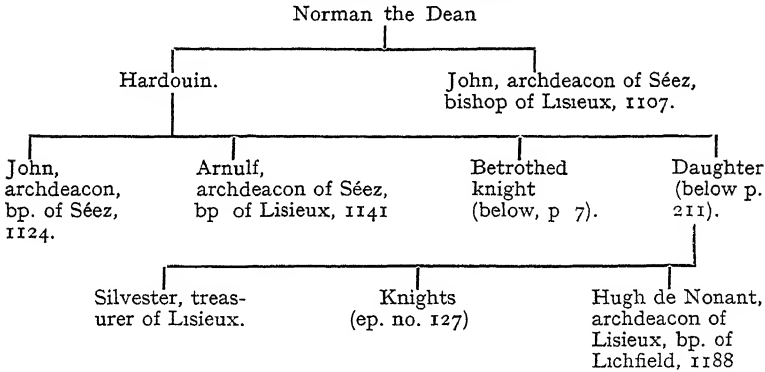 Norman the Dean
Hardouin.
John, archdeacon of Séez,
bishop of Lisieux, 1107.
John,
archdeacon,
bp. of Séez,
1124.
Arnulf,
archdeacon of Séez,
bp of Lisieux, 1141
Betrothed
knight
(below, p 7).
Daughter
(below p.
211).
Silvester, treas-
urer of Lisieux.
Knights
(ep. no. 127)
Hugh de Nonant,
archdeacon of
Lisieux, bp. of
Lichfield, 1188